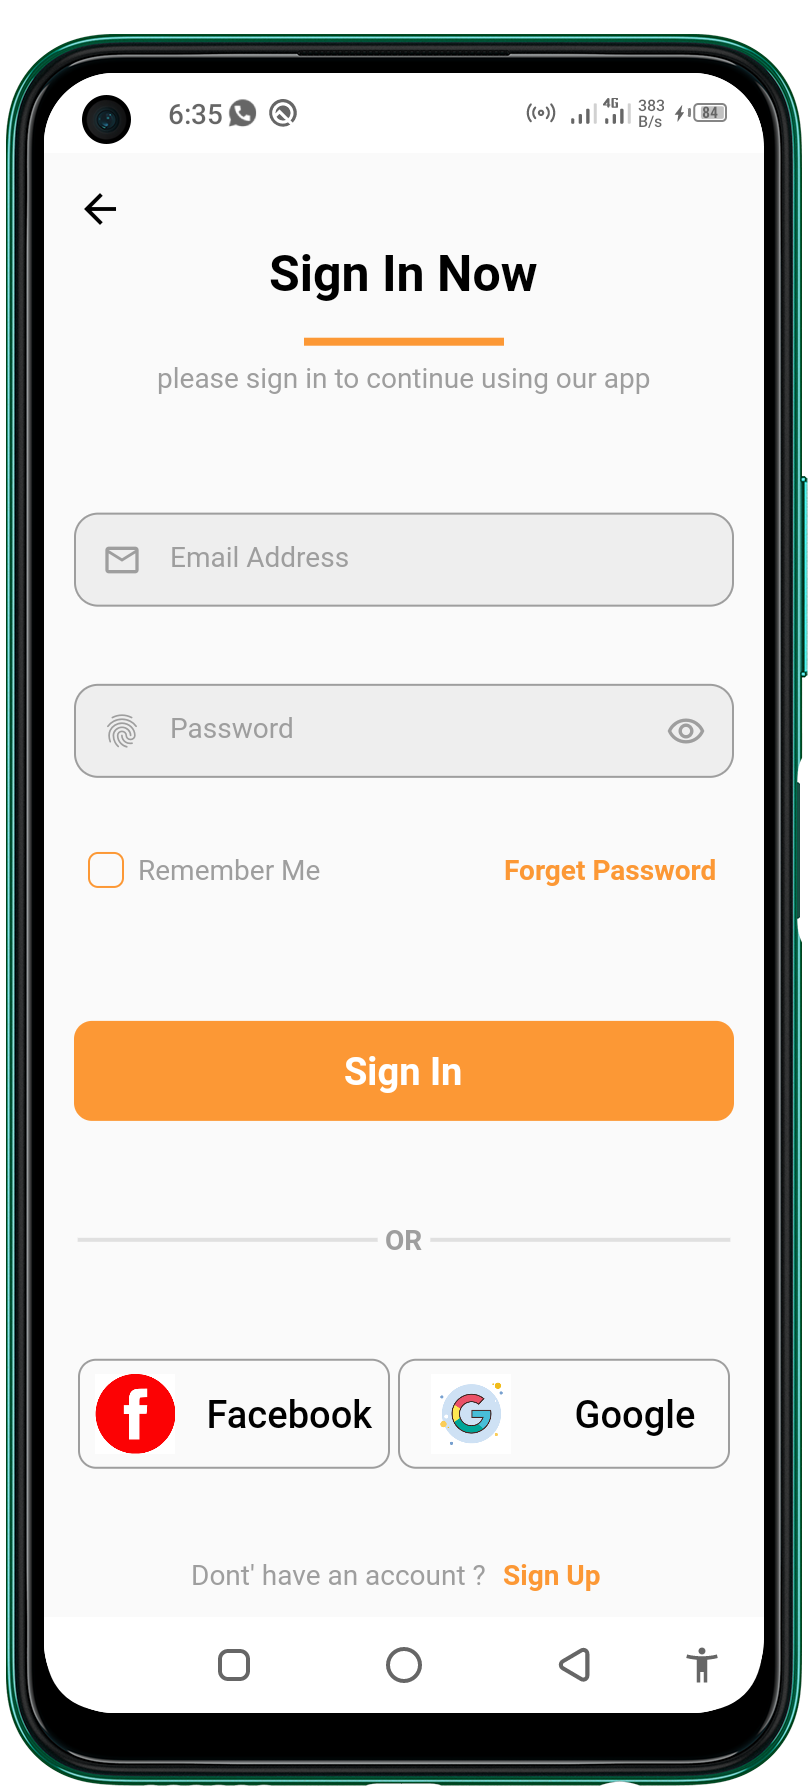 6:35 4G 383 B/s 84
Sign In Now
please sign in to continue using our app
Email Address
Password
Remember Me Forget Password
Sign In
OR
f Facebook G Google
Dont' have an account ? Sign Up